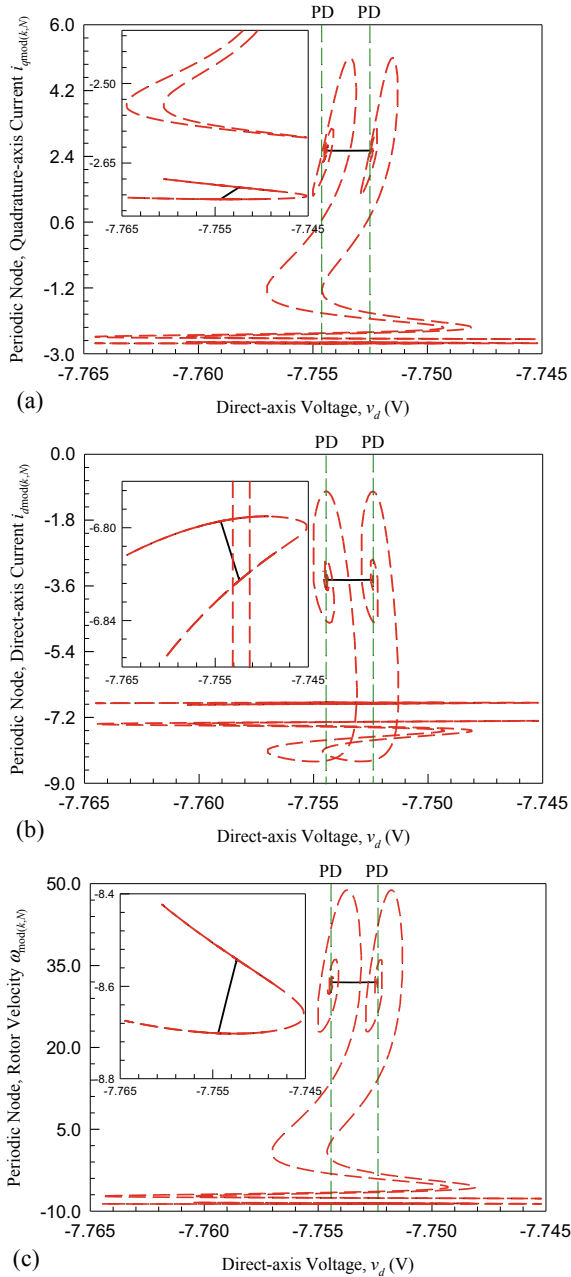 PD PD
6.0
4.2
2.4
0.6
-1.2
-3.0
Periodic Node, Quadrature-axis Current i_qmod(k,N)
-2.50
-2.65
-7.765 -7.755 -7.745
-7.765 -7.760 -7.755 -7.750 -7.745
(a)
Direct-axis Voltage, v_d (V)
PD PD
0.0
-1.8
-3.6
-5.4
-7.2
-9.0
Periodic Node, Direct-axis Current i_dmod(k,N)
-6.80
-6.84
-7.765 -7.755 -7.745
-7.765 -7.760 -7.755 -7.750 -7.745
(b)
Direct-axis Voltage, v_d (V)
PD PD
50.0
35.0
20.0
5.0
-10.0
Periodic Node, Rotor Velocity ω_mod(k,N)
-8.4
-8.6
-8.8
-7.765 -7.755 -7.745
-7.765 -7.760 -7.755 -7.750 -7.745
(c)
Direct-axis Voltage, v_d (V)